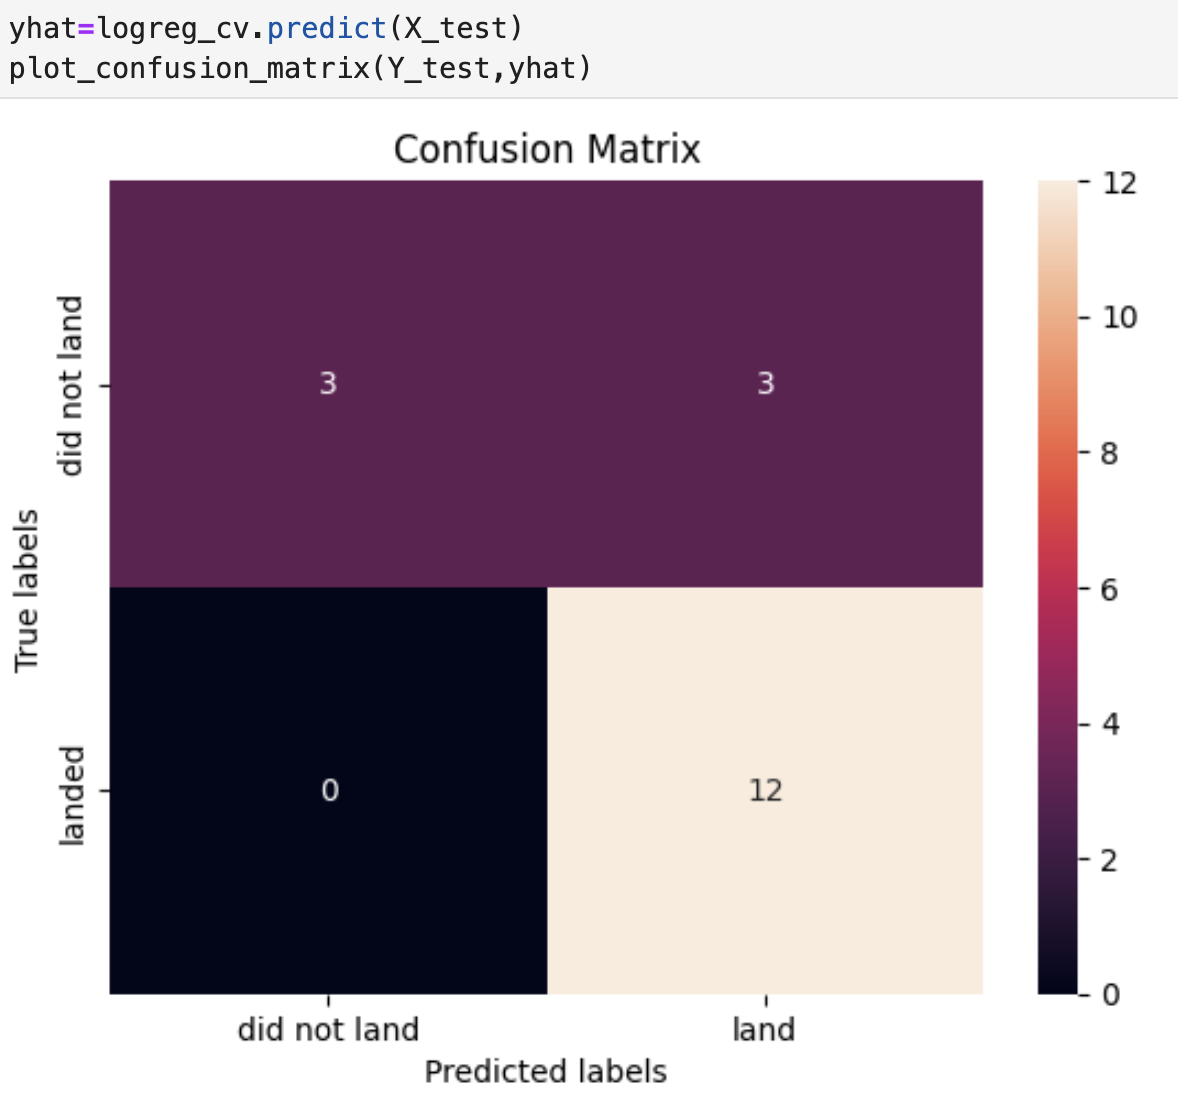 yhat=logreg_cv.predict(X_test)
plot_confusion_matrix(Y_test,yhat)
Confusion Matrix
12
10
8
6
4
2
0
True labels
did not land
landed
3
3
0
12
did not land
land
Predicted labels